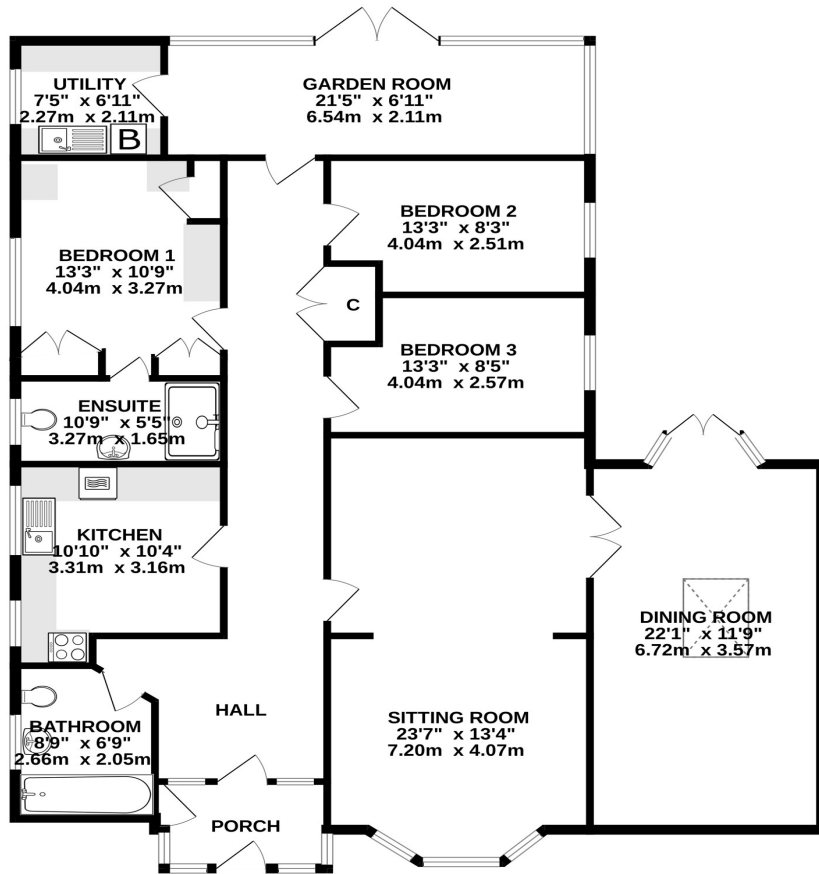 UTILITY
7'5" x 6'11"
2.27m x 2.11m
B
GARDEN ROOM
21'5" x 6'11"
6.54m x 2.11m
BEDROOM 1
13'3" x 10'9"
4.04m x 3.27m
BEDROOM 2
13'3" x 8'3"
4.04m x 2.51m
C
BEDROOM 3
13'3" x 8'5"
4.04m x 2.57m
ENSUITE
10'9" x 5'5"
3.27m x 1.65m
KITCHEN
10'10" x 10'4"
3.31m x 3.16m
DINING ROOM
22'1" x 11'9"
6.72m x 3.57m
HALL
SITTING ROOM
23'7" x 13'4"
7.20m x 4.07m
BATHROOM
8'9" x 6'9"
2.66m x 2.05m
PORCH